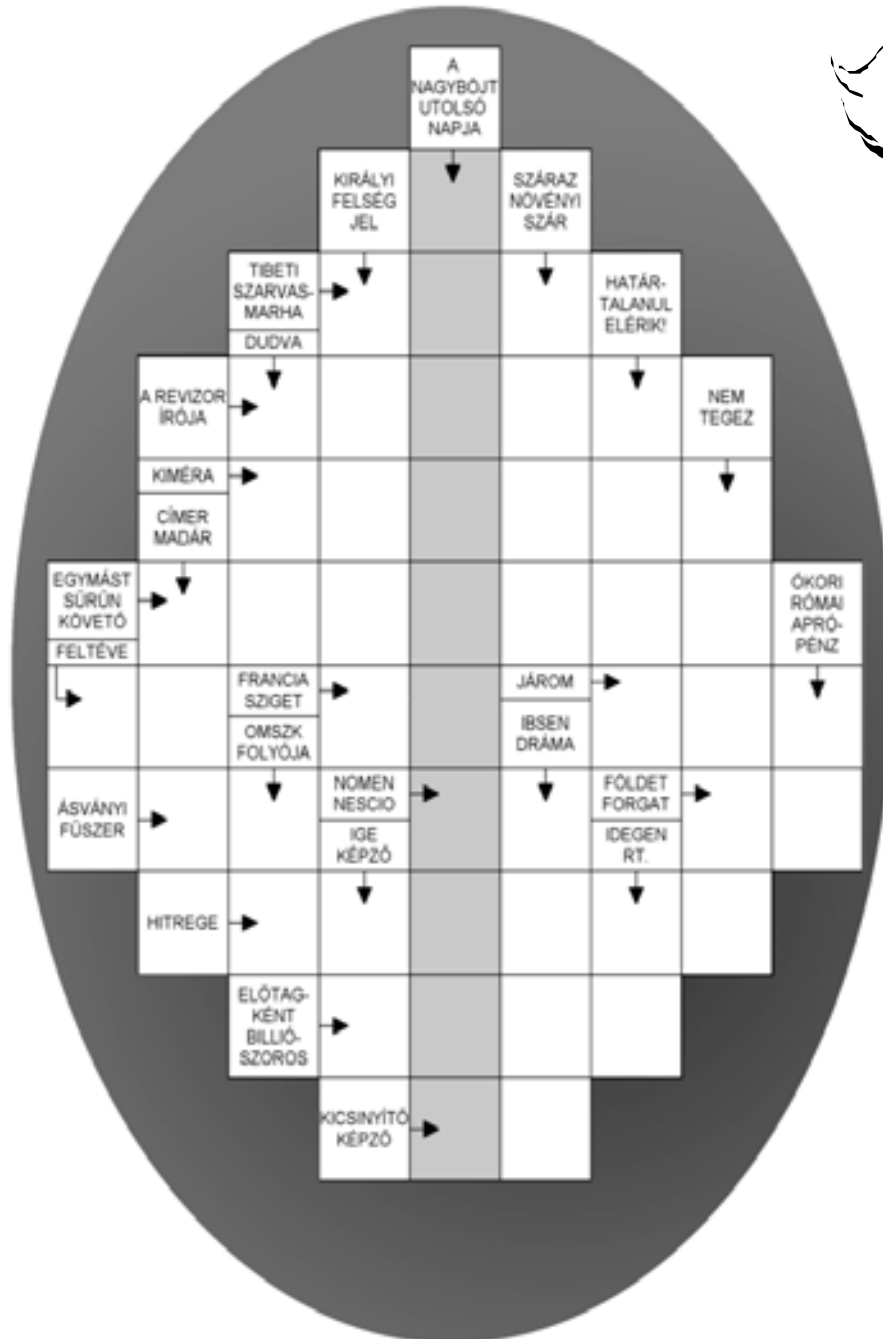 A
NAGYBÖJT
UTOLSÓ
NAPJA
KIRÁLYI
FELSÉG
JEL
SZÁRAZ
NÖVÉNYI
SZÁR
TIBETI
SZARVAS-
MARHA
DUDVA
HATÁR-
TALANUL
ELÉRIK!
A REVIZOR
ÍRÓJA
NEM
TEGEZ
KIMÉRA
CÍMER
MADÁR
EGYMÁST
SŰRŰN
KÖVETŐ
FELTÉVE
ÓKORI
RÓMAI
APRÓ-
PÉNZ
FRANCIA
SZIGET
OMSZK
FOLYÓJA
JÁROM
IBSEN
DRÁMA
ÁSVÁNYI
FŰSZER
NOMEN
NESCIO
IGE
KÉPZŐ
FÖLDET
FORGAT
IDEGEN
RT.
HITREGE
ELŐTAG-
KÉNT
BILLIÓ-
SZOROS
KICSINYÍTŐ
KÉPZŐ